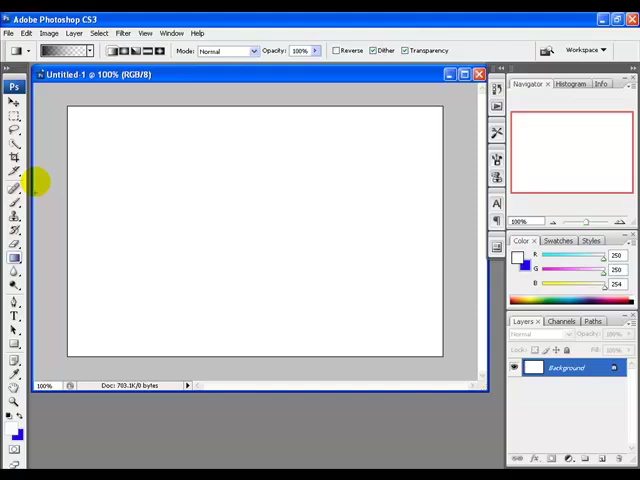 Adobe Photoshop CS3
File Edit Image Layer Select Filter View Window Help
Mode: Normal Opacity: 100% Reverse Dither Transparency Workspace
Ps
Untitled-1 @ 100% (RGB/8)
100% Doc: 703.1K/0 bytes
Navigator × Histogram Info
100%
Color × Swatches Styles
R 250
G 250
B 254
Layers × Channels Paths
Normal Opacity: 100%
Lock: Fill: 100%
Background
A
T
fx